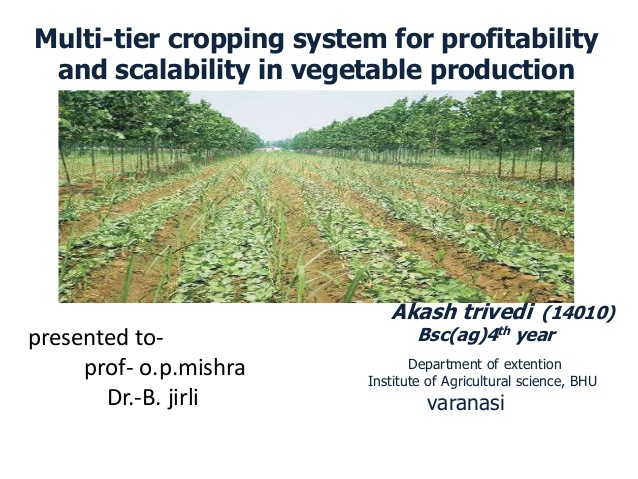 Multi-tier cropping system for profitability
and scalability in vegetable production
Akash trivedi (14010)
Bsc(ag)4th year
presented to-
prof- o.p.mishra
Dr.-B. jirli
Department of extention
Institute of Agricultural science, BHU
varanasi